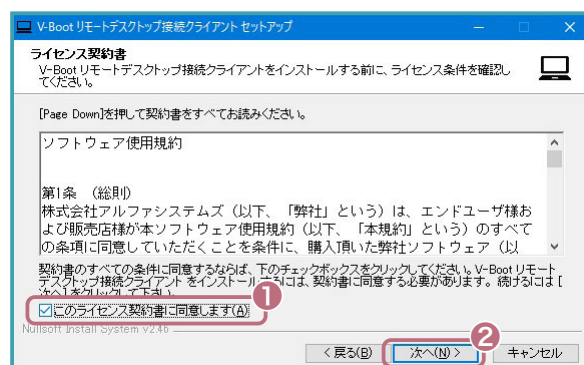 V-Boot リモートデスクトップ接続クライアント セットアップ
ライセンス契約書
V-Boot リモートデスクトップ接続クライアントをインストールする前に、ライセンス条件を確認し
てください。
[Page Down]を押して契約書をすべてお読みください。
ソフトウェア使用規約
第1条 （総則）
株式会社アルファシステムズ（以下、「弊社」という）は、エンドユーザ様お
よび販売店様が本ソフトウェア使用規約（以下、「本規約」という）のすべて
の条項に同意していただくことを条件に、購入頂いた弊社ソフトウェア（以
契約書のすべての条件に同意するならば、下のチェックボックスをクリックしてください。V-Boot リモート
デスクトップ接続クライアント をインストールするには、契約書に同意する必要があります。 続けるには [
次へ] をクリックして下さい。
1
このライセンス契約書に同意します(A)
Nullsoft Install System v2.46
2
< 戻る(B)
次へ(N) >
キャンセル